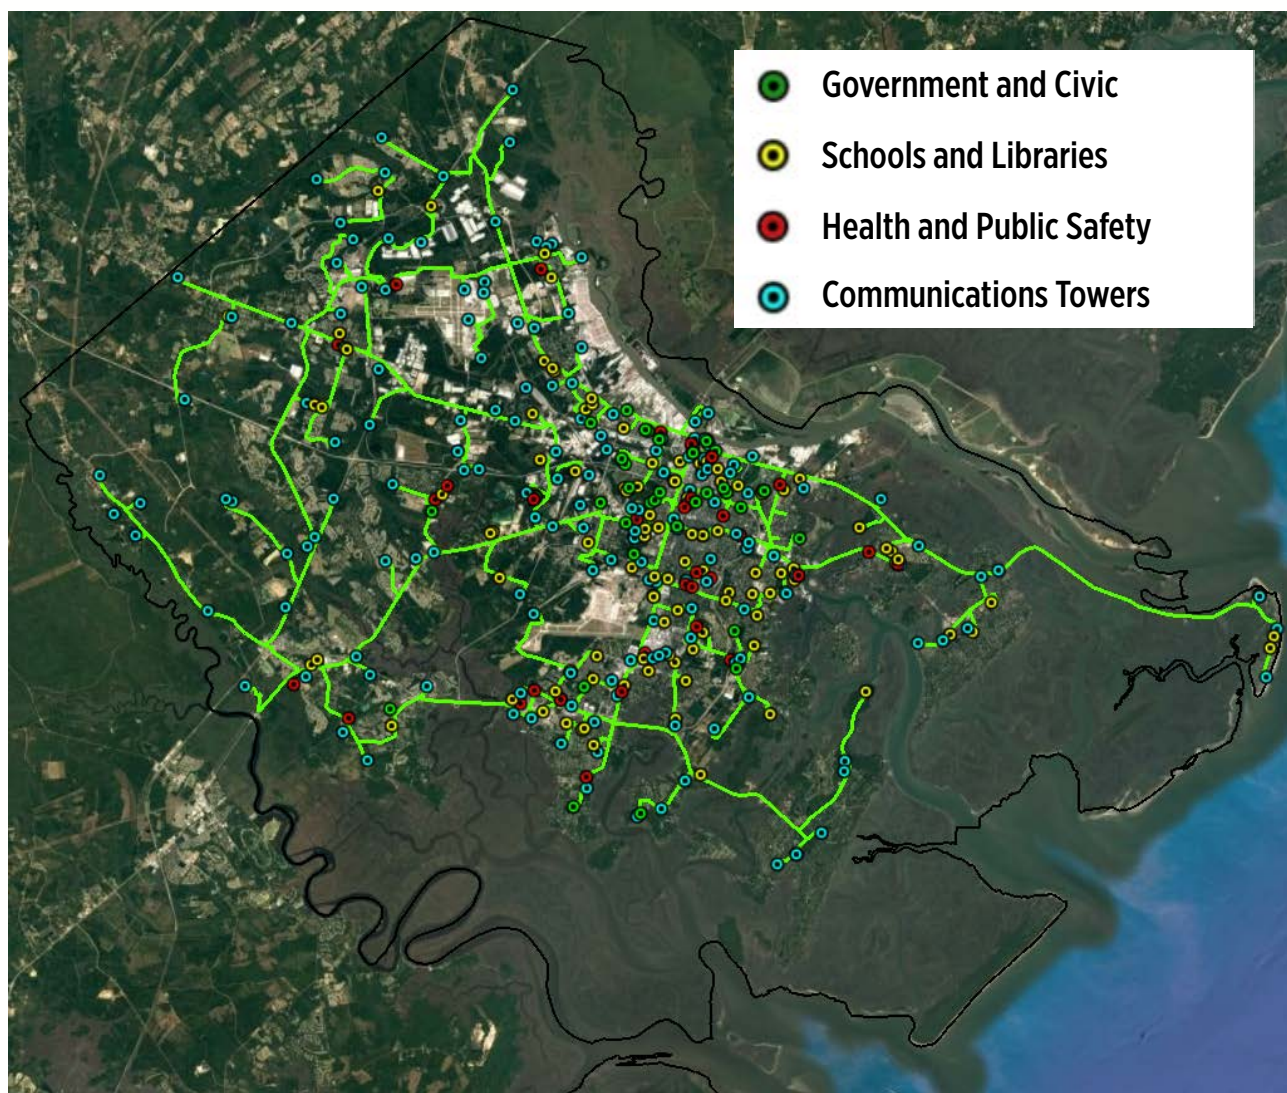 Government and Civic
Schools and Libraries
Health and Public Safety
Communications Towers